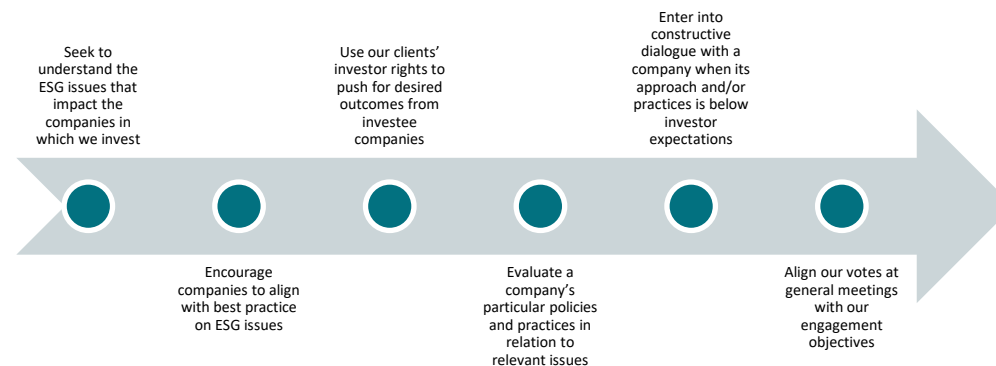 Seek to
understand the
ESG issues that
impact the
companies in
which we invest
Encourage
companies to align
with best practice
on ESG issues
Use our clients’
investor rights to
push for desired
outcomes from
investee
companies
Evaluate a
company’s
particular policies
and practices in
relation to
relevant issues
Enter into
constructive
dialogue with a
company when its
approach and/or
practices is below
investor
expectations
Align our votes at
general meetings
with our
engagement
objectives